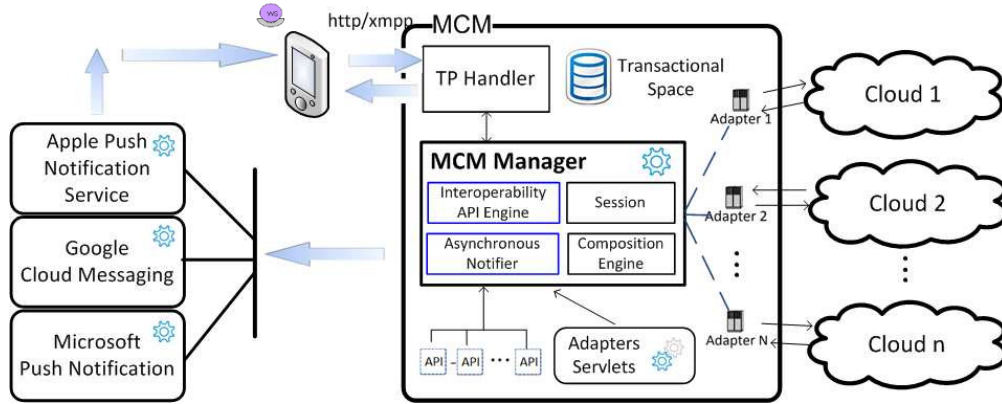 WS
http/xmpp
MCM
TP Handler
Transactional
Space
Adapter 1
Cloud 1
Apple Push
Notification
Service
MCM Manager
Interoperability
API Engine
Session
Adapter 2
Cloud 2
Google
Cloud Messaging
Asynchronous
Notifier
Composition
Engine
Microsoft
Push Notification
API
API
API
Adapters
Servlets
Adapter N
Cloud n